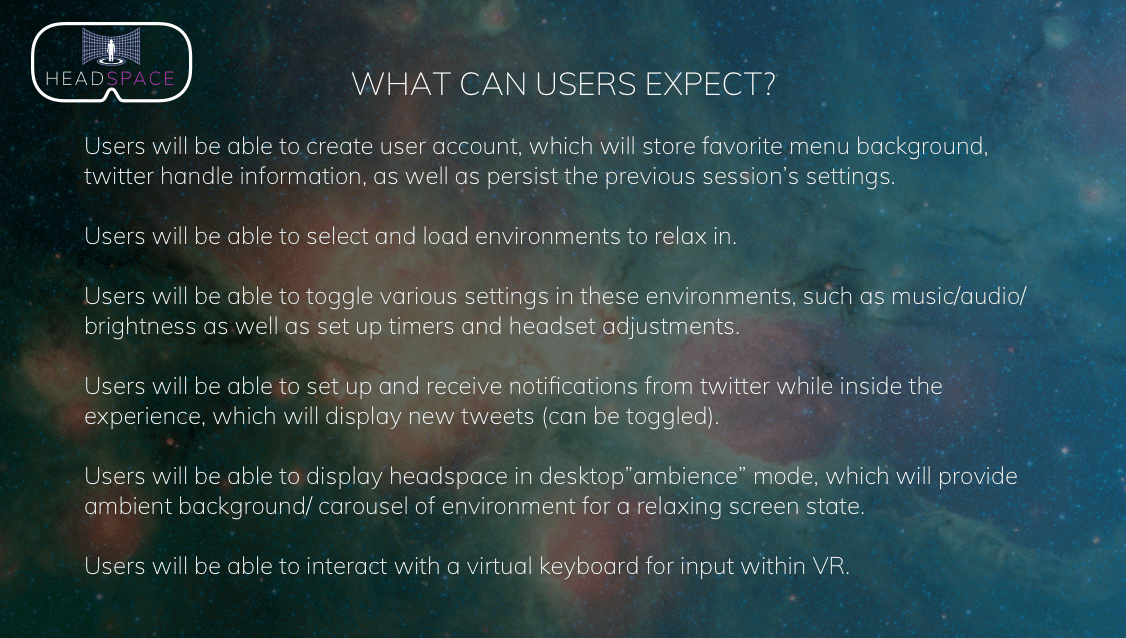 HEADSPACE
WHAT CAN USERS EXPECT?
Users will be able to create user account, which will store favorite menu background,
twitter handle information, as well as persist the previous session’s settings.
Users will be able to select and load environments to relax in.
Users will be able to toggle various settings in these environments, such as music/audio/
brightness as well as set up timers and headset adjustments.
Users will be able to set up and receive notifications from twitter while inside the
experience, which will display new tweets (can be toggled).
Users will be able to display headspace in desktop”ambience” mode, which will provide
ambient background/ carousel of environment for a relaxing screen state.
Users will be able to interact with a virtual keyboard for input within VR.